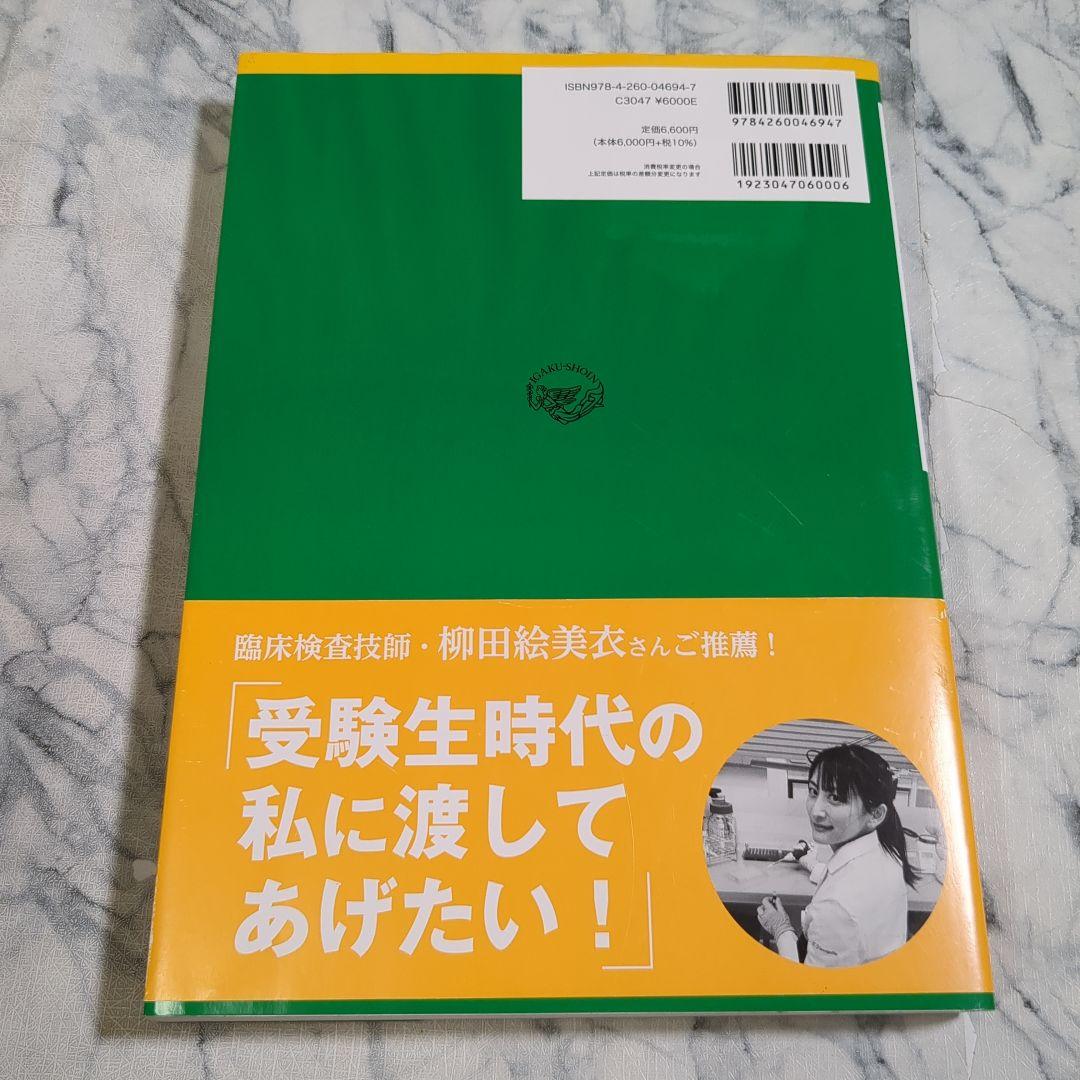 ISBN978-4-260-04694-7
C3047 ¥6000E
定価6,600円
（本体6,000円+税10%）
消費税率変更の場合
上記定価は税率の差額分変更になります
9784260046947
1923047060006
IGAKU-SHOIN
臨床検査技師・柳田絵美衣さんご推薦！
「受験生時代の
私に渡して
あげたい！」